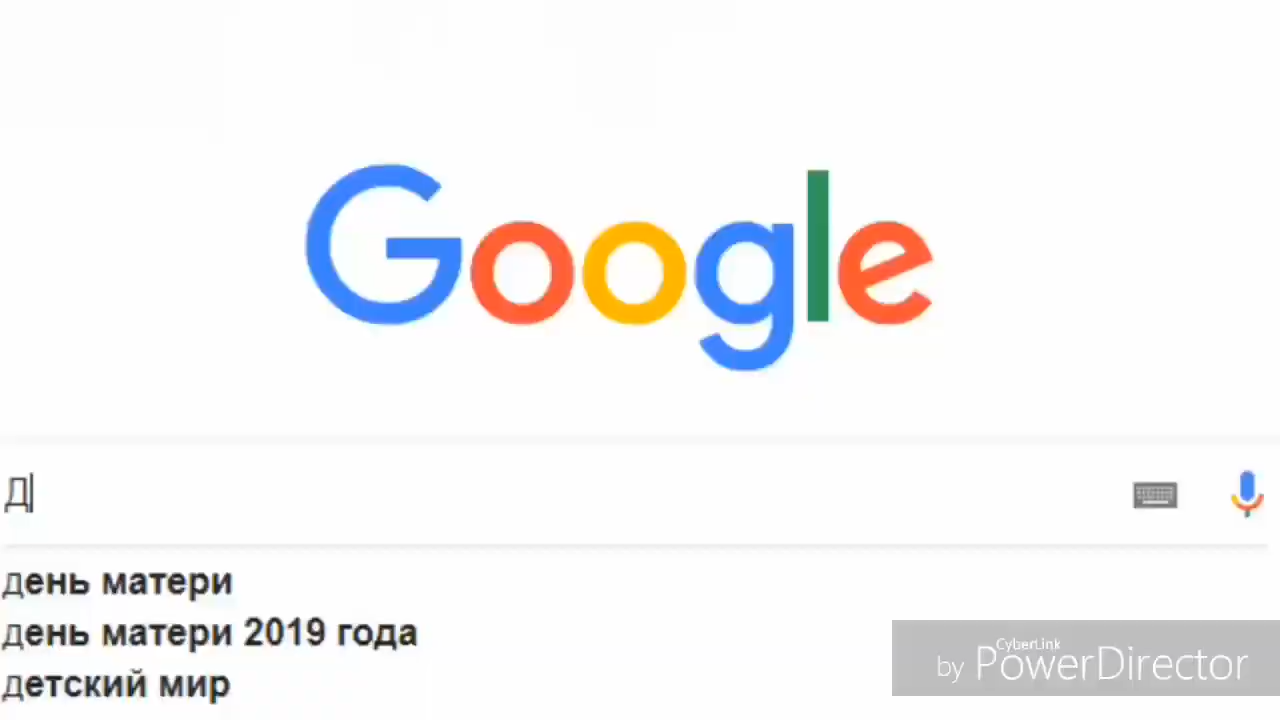 Google
Д
день матери
день матери 2019 года
детский мир
CyberLink
by PowerDirector